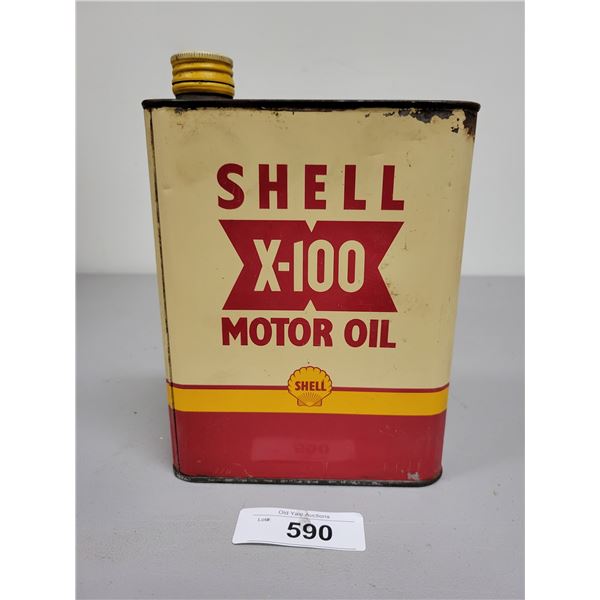 SHELL
X-100
MOTOR OIL
SHELL
Old Yale Auctions
Lot#:
590